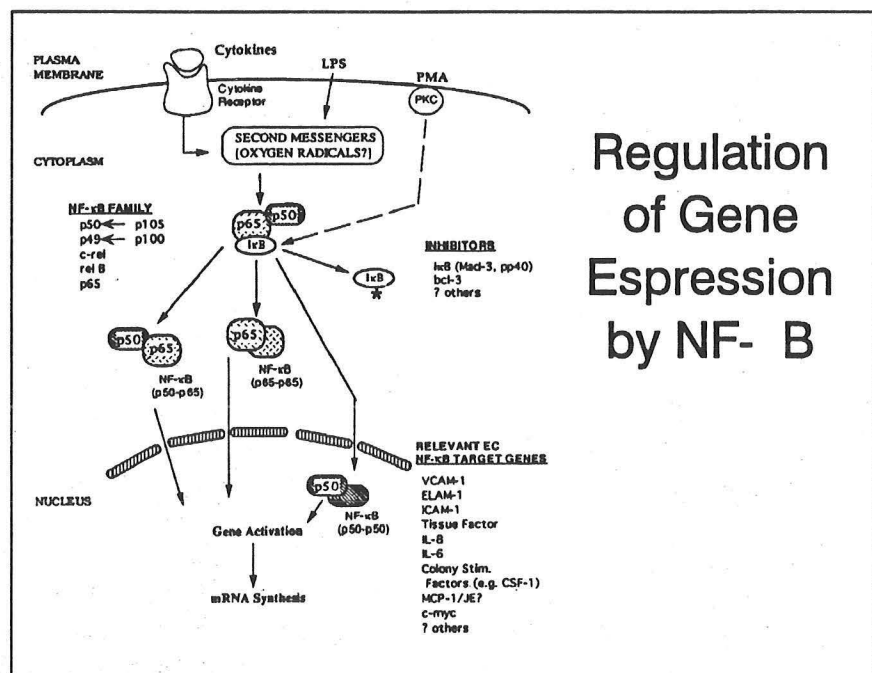 Cytokines
PLASMA
MEMBRANE
LPS
PMA
Cytokine
Receptor
PKC
SECOND MESSENGERS
[OXYGEN RADICALS?]
CYTOPLASM
Regulation
of Gene
Espression
by NF- B
NF-κB FAMILY
p50 p105
p49 p100
c-rel
rel B
p65
p65 p50
IκB
INHIBITORS
IκB (Mad-3, pp40)
bcl-3
? others
IκB
*
p50
p65
NF-κB
(p50-p65)
p65
NF-κB
(p65-p65)
RELEVANT EC
NF-κB TARGET GENES
VCAM-1
ELAM-1
ICAM-1
Tissue Factor
IL-8
IL-6
Colony Stim.
Factors (e.g. CSF-1)
MCP-1/JE?
c-myc
? others
NUCLEUS
p50
NF-κB
(p50-p50)
Gene Activation
mRNA Synthesis